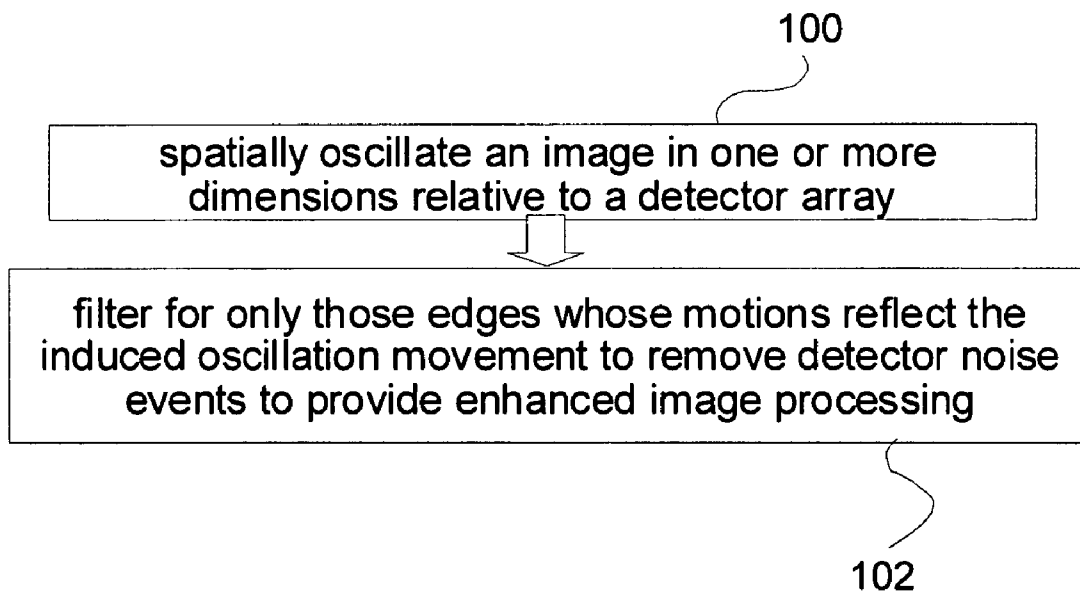 100
spatially oscillate an image in one or more
dimensions relative to a detector array
filter for only those edges whose motions reflect the
induced oscillation movement to remove detector noise
events to provide enhanced image processing
102